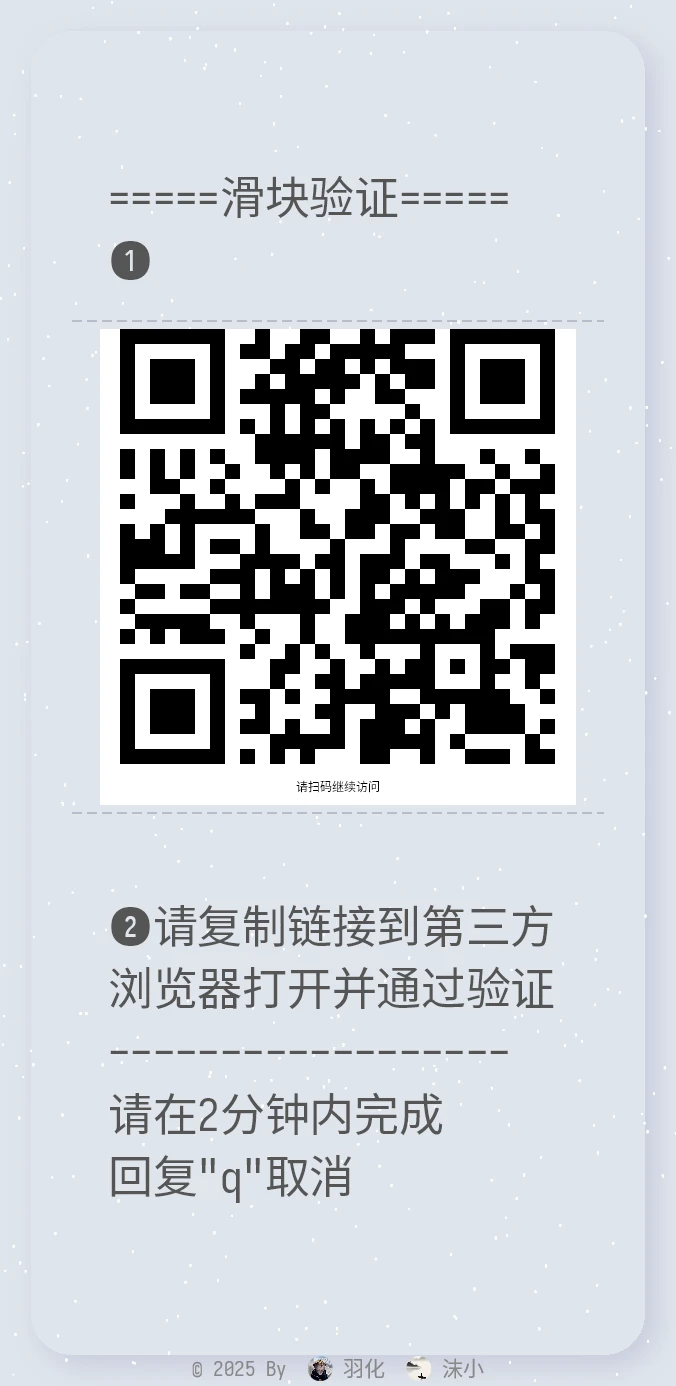 =====滑块验证=====
❶
请扫码继续访问
❷请复制链接到第三方
浏览器打开并通过验证
------------------
请在2分钟内完成
回复"q"取消
© 2025 By 羽化 沫小